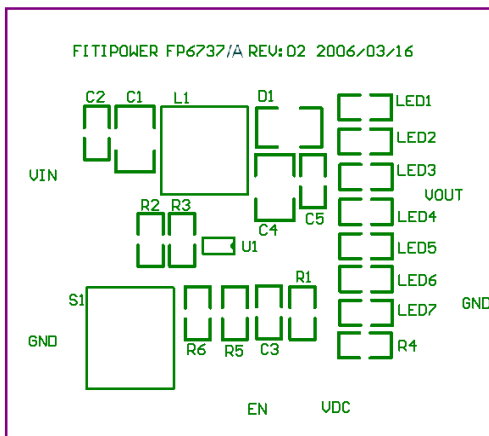 FITIPOWER FP6737/A REV:02 2006/03/16
C2 C1 L1 D1 LED1
LED2
LED3
VIN
VOUT
R2 R3 LED4
C4 C5
U1 LED5
R1 LED6
S1 GND
LED7
GND
R6 R5 C3 R4
EN VDC